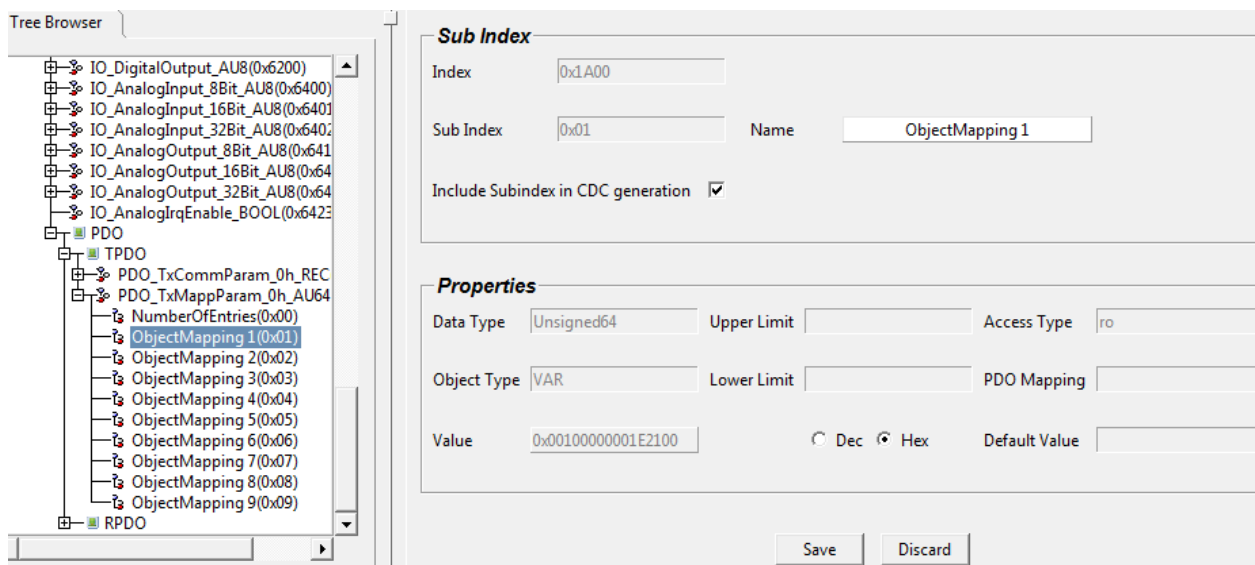 Tree Browser
IO_DigitalOutput_AU8(0x6200)
IO_AnalogInput_8Bit_AU8(0x6400)
IO_AnalogInput_16Bit_AU8(0x6401
IO_AnalogInput_32Bit_AU8(0x6402
IO_AnalogOutput_8Bit_AU8(0x641
IO_AnalogOutput_16Bit_AU8(0x64
IO_AnalogOutput_32Bit_AU8(0x64
IO_AnalogIrqEnable_BOOL(0x6423
PDO
TPDO
PDO_TxCommParam_0h_REC
PDO_TxMappParam_0h_AU64
NumberOfEntries(0x00)
ObjectMapping 1(0x01)
ObjectMapping 2(0x02)
ObjectMapping 3(0x03)
ObjectMapping 4(0x04)
ObjectMapping 5(0x05)
ObjectMapping 6(0x06)
ObjectMapping 7(0x07)
ObjectMapping 8(0x08)
ObjectMapping 9(0x09)
RPDO
Sub Index
Index 0x1A00
Sub Index 0x01 Name ObjectMapping 1
Include Subindex in CDC generation
Properties
Data Type Unsigned64 Upper Limit Access Type ro
Object Type VAR Lower Limit PDO Mapping
Value 0x00100000001E2100 Dec Hex Default Value
Save Discard